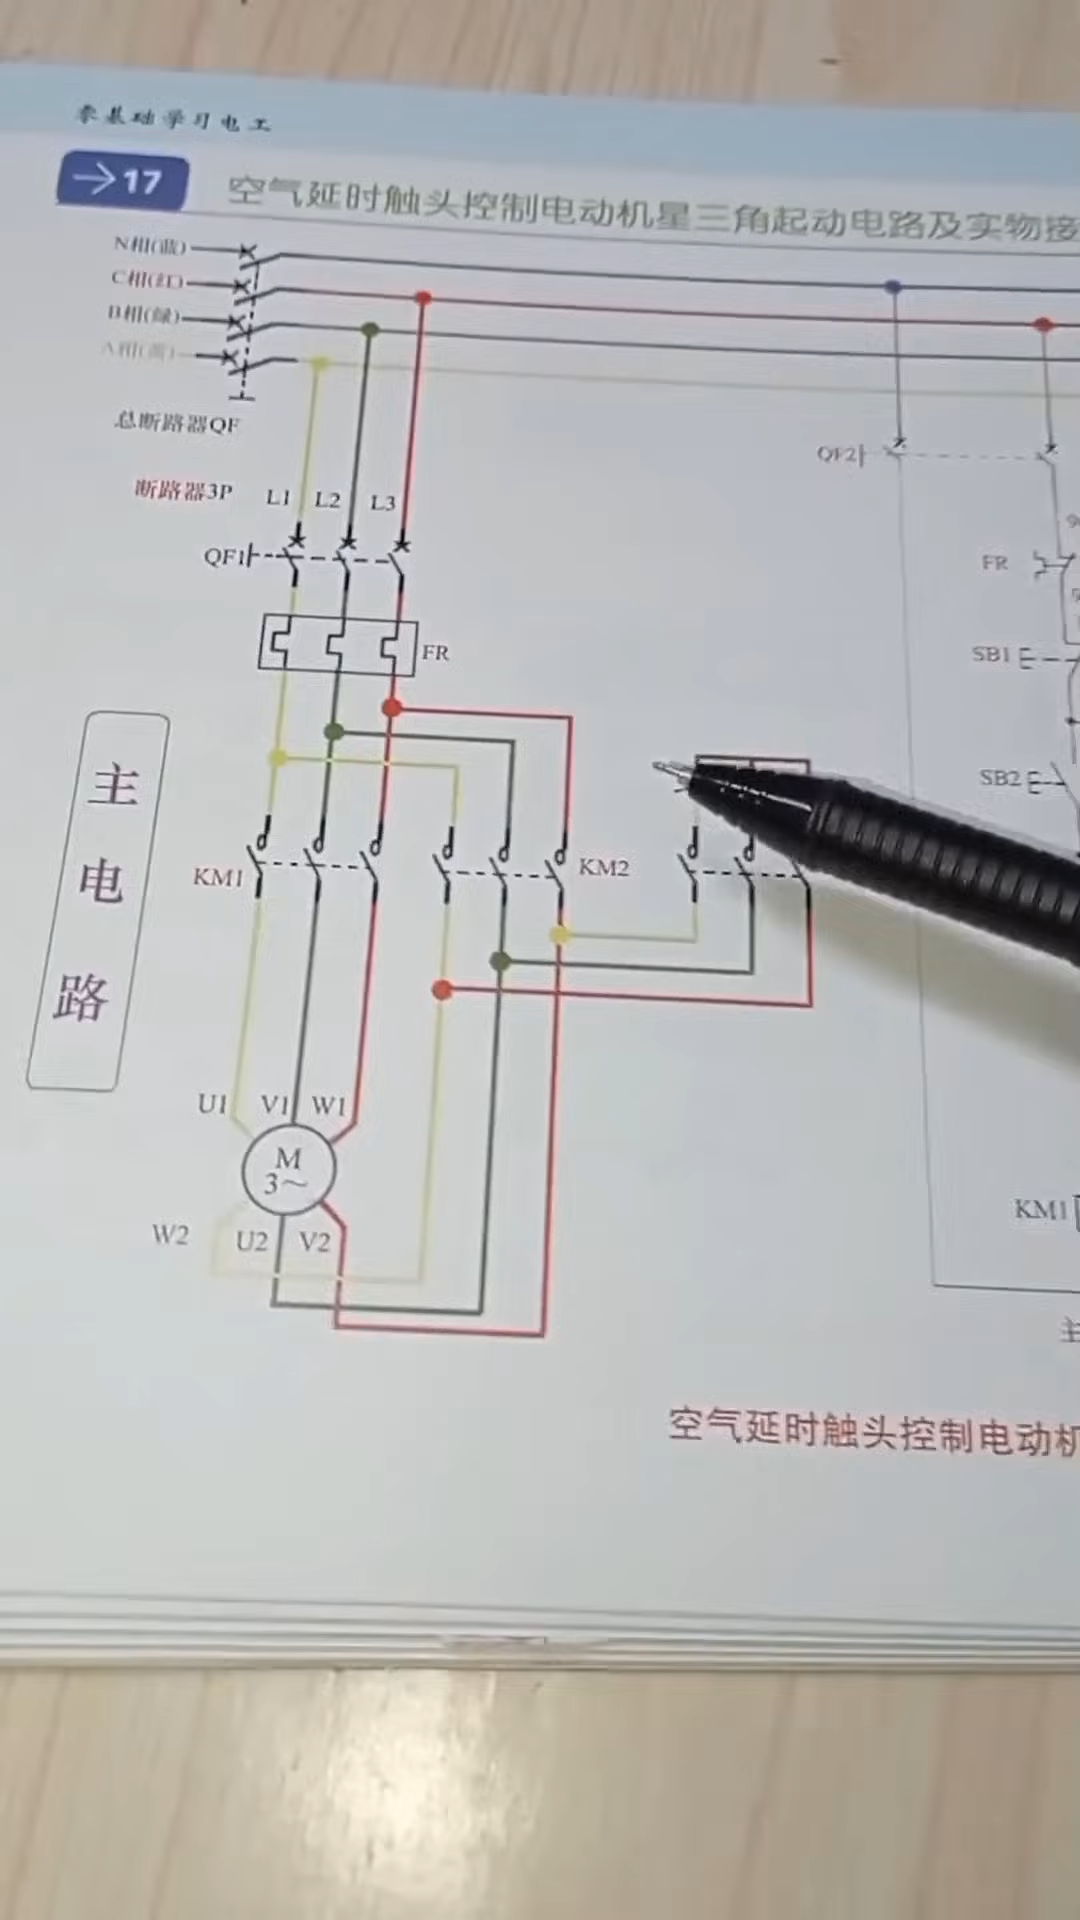 零基础学习电工
17
空气延时触头控制电动机星三角起动电路及实物接
N相(蓝)
C相(红)
B相(绿)
A相(黄)
总断路器QF
断路器3P L1 L2 L3
QF1
FR
QF2
FR
SB1
SB2
主电路
KM1
KM2
U1 V1 W1
M
3～
W2 U2 V2
KM1
主
空气延时触头控制电动机